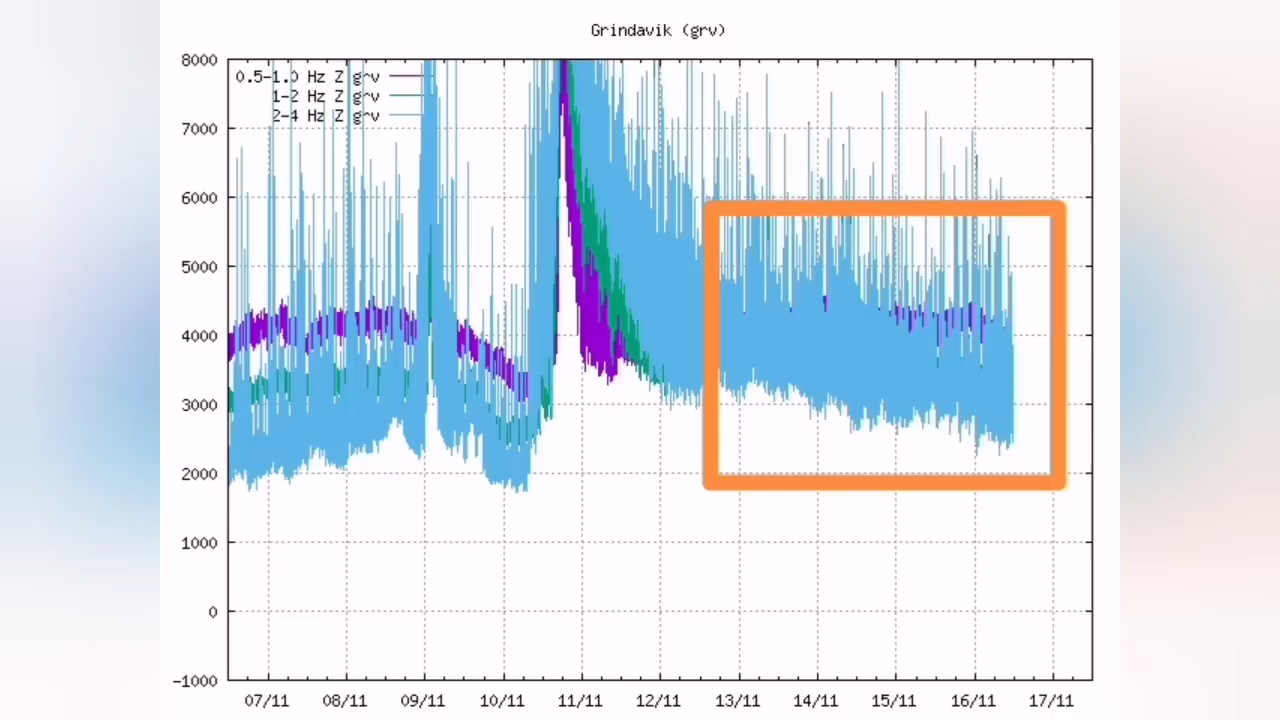 Grindavik (grv)
8000
0.5-1.0 Hz Z grv
1-2 Hz Z grv
2-4 Hz Z grv
7000
6000
5000
4000
3000
2000
1000
0
-1000
07/11 08/11 09/11 10/11 11/11 12/11 13/11 14/11 15/11 16/11 17/11